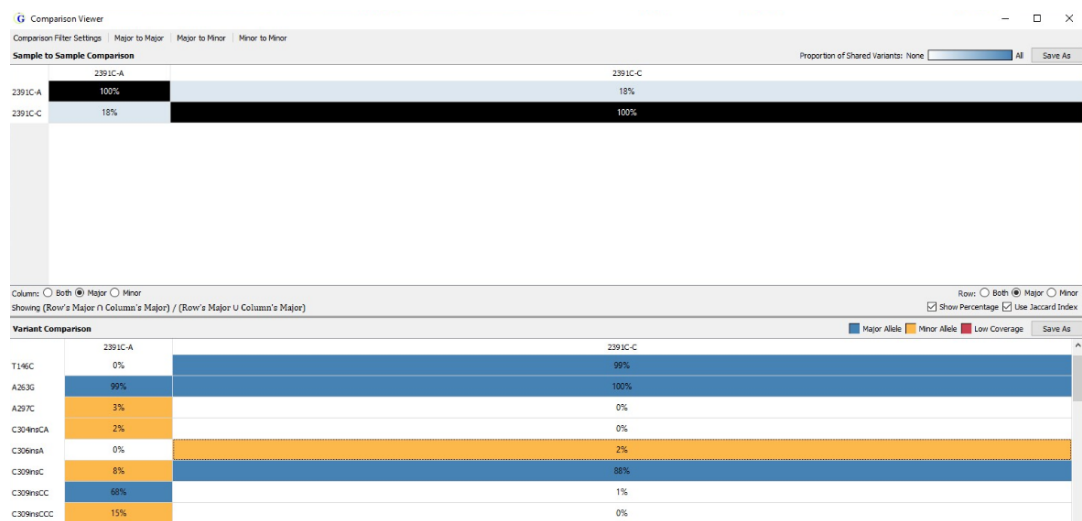 G Comparison Viewer
Comparison Filter Settings Major to Major Major to Minor Minor to Minor
Sample to Sample Comparison Proportion of Shared Variants: None All Save As
2391C-A 2391C-C
2391C-A 100% 18%
2391C-C 18% 100%
Column: Both Major Minor Row: Both Major Minor
Showing (Row's Major ∩ Column's Major) / (Row's Major ∪ Column's Major) Show Percentage Use Jaccard Index
Variant Comparison Major Allele Minor Allele Low Coverage Save As
2391C-A 2391C-C
T146C 0% 99%
A263G 99% 100%
A297C 3% 0%
C304insCA 2% 0%
C306insA 0% 2%
C309insC 8% 88%
C309insCC 68% 1%
C309insCCC 15% 0%